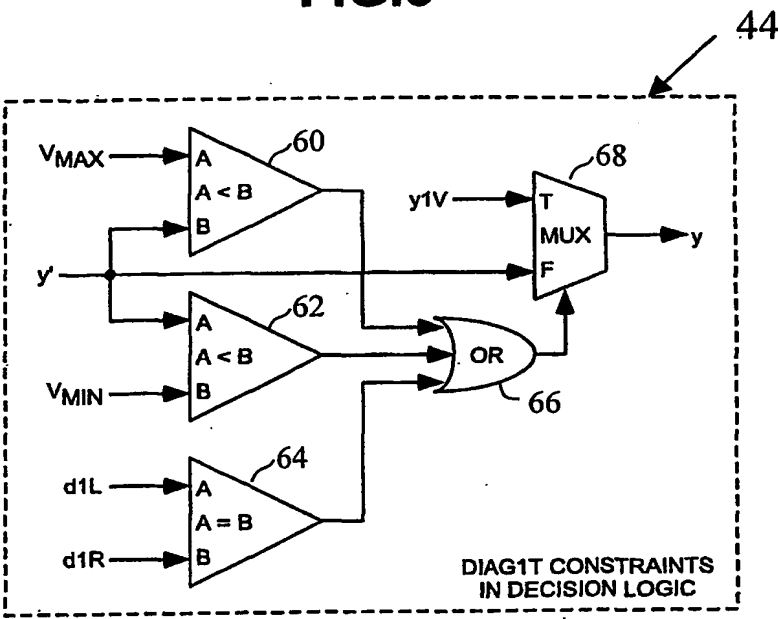 44
VMAX
A
A < B
B
60
y1V
T
MUX
F
68
y
y'
A
A < B
B
62
VMIN
OR
66
d1L
A
A = B
B
64
d1R
DIAG1T CONSTRAINTS
IN DECISION LOGIC